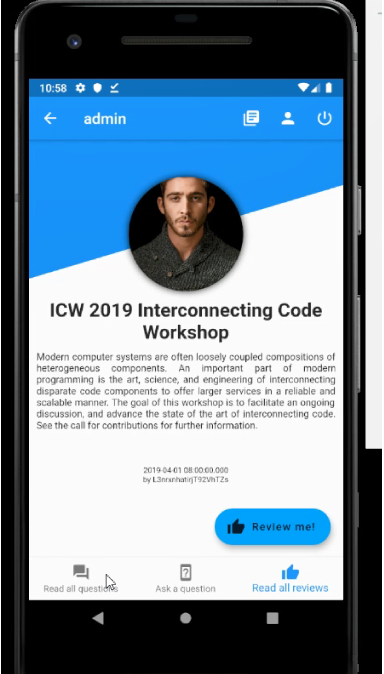 10:58
admin
ICW 2019 Interconnecting Code
Workshop
Modern computer systems are often loosely coupled compositions of
heterogeneous components. An important part of modern
programming is the art, science, and engineering of interconnecting
disparate code components to offer larger services in a reliable and
scalable manner. The goal of this workshop is to facilitate an ongoing
discussion, and advance the state of the art of interconnecting code.
See the call for contributions for further information.
2019-04-01 08:00:00.000
by L3nrxnhatirjT92VhTZs
Review me!
Read all questions
Ask a question
Read all reviews